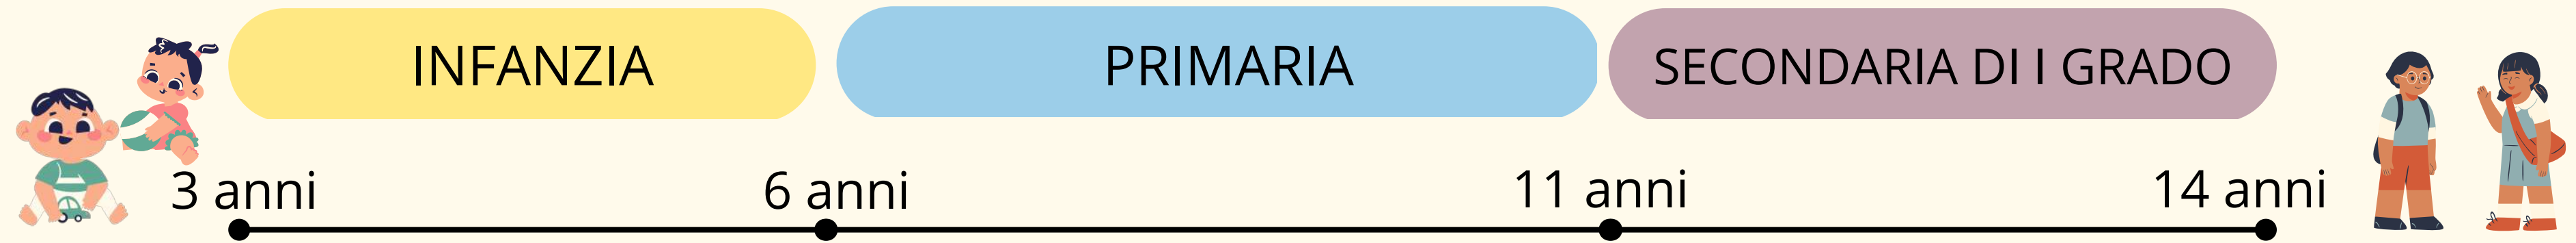 INFANZIA
PRIMARIA
SECONDARIA DI I GRADO
3 anni
6 anni
11 anni
14 anni